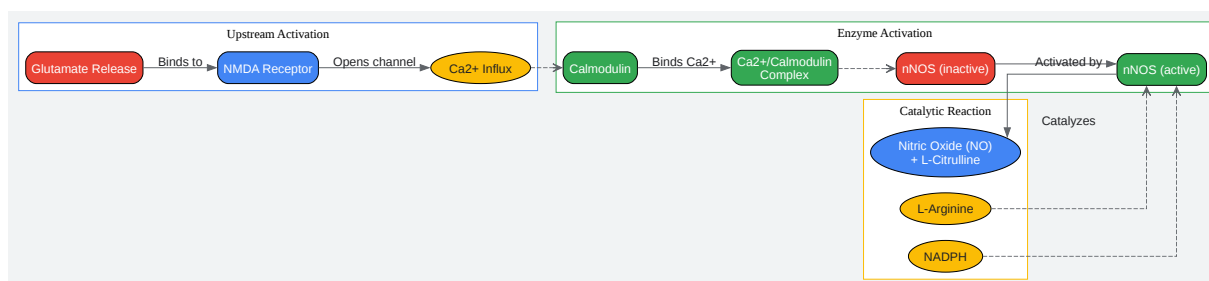 Upstream Activation
Enzyme Activation
Glutamate Release
Binds to
NMDA Receptor
Opens channel
Ca2+ Influx
Calmodulin
Binds Ca2+
Ca2+/Calmodulin
Complex
nNOS (inactive)
Activated by
nNOS (active)
Catalytic Reaction
Catalyzes
Nitric Oxide (NO)
+ L-Citrulline
L-Arginine
NADPH